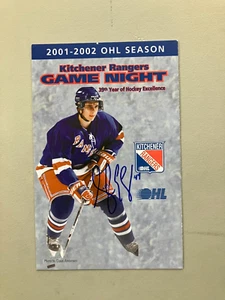 2001-2002 OHL SEASON
Kitchener Rangers
GAME NIGHT
39th Year of Hockey Excellence
KITCHENER
RANGERS
OHL